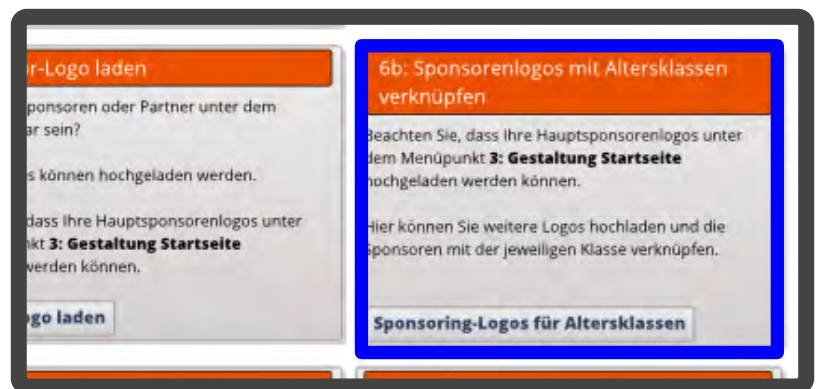 r-Logo laden
ponsoren oder Partner unter dem
ar sein?
s können hochgeladen werden.
dass Ihre Hauptsponsorenlogos unter
kt 3: Gestaltung Startseite
werden können.
go laden
6b: Sponsorenlogos mit Altersklassen
verknüpfen
Beachten Sie, dass Ihre Hauptsponsorenlogos unter
dem Menüpunkt 3: Gestaltung Startseite
hochgeladen werden können.
Hier können Sie weitere Logos hochladen und die
Sponsoren mit der jeweiligen Klasse verknüpfen.
Sponsoring-Logos für Altersklassen